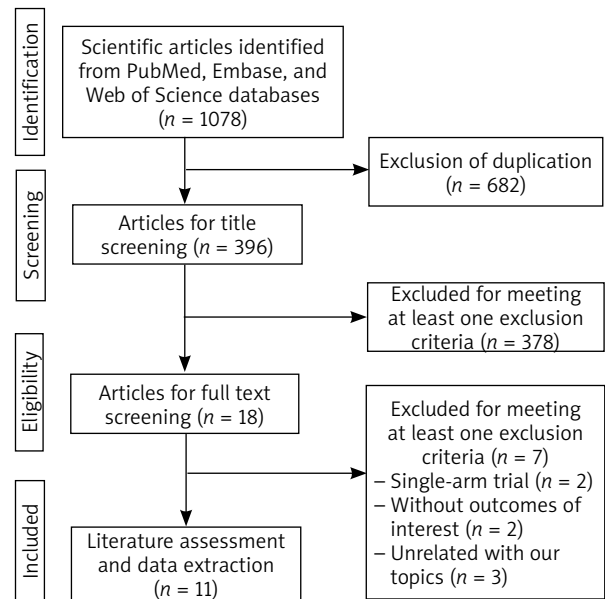 Identification
Scientific articles identified
from PubMed, Embase, and
Web of Science databases
(n = 1078)
Exclusion of duplication
(n = 682)
Screening
Articles for title
screening (n = 396)
Excluded for meeting
at least one exclusion
criteria (n = 378)
Eligibility
Articles for full text
screening (n = 18)
Excluded for meeting
at least one exclusion
criteria (n = 7)
– Single-arm trial (n = 2)
– Without outcomes of
interest (n = 2)
– Unrelated with our
topics (n = 3)
Included
Literature assessment
and data extraction
(n = 11)